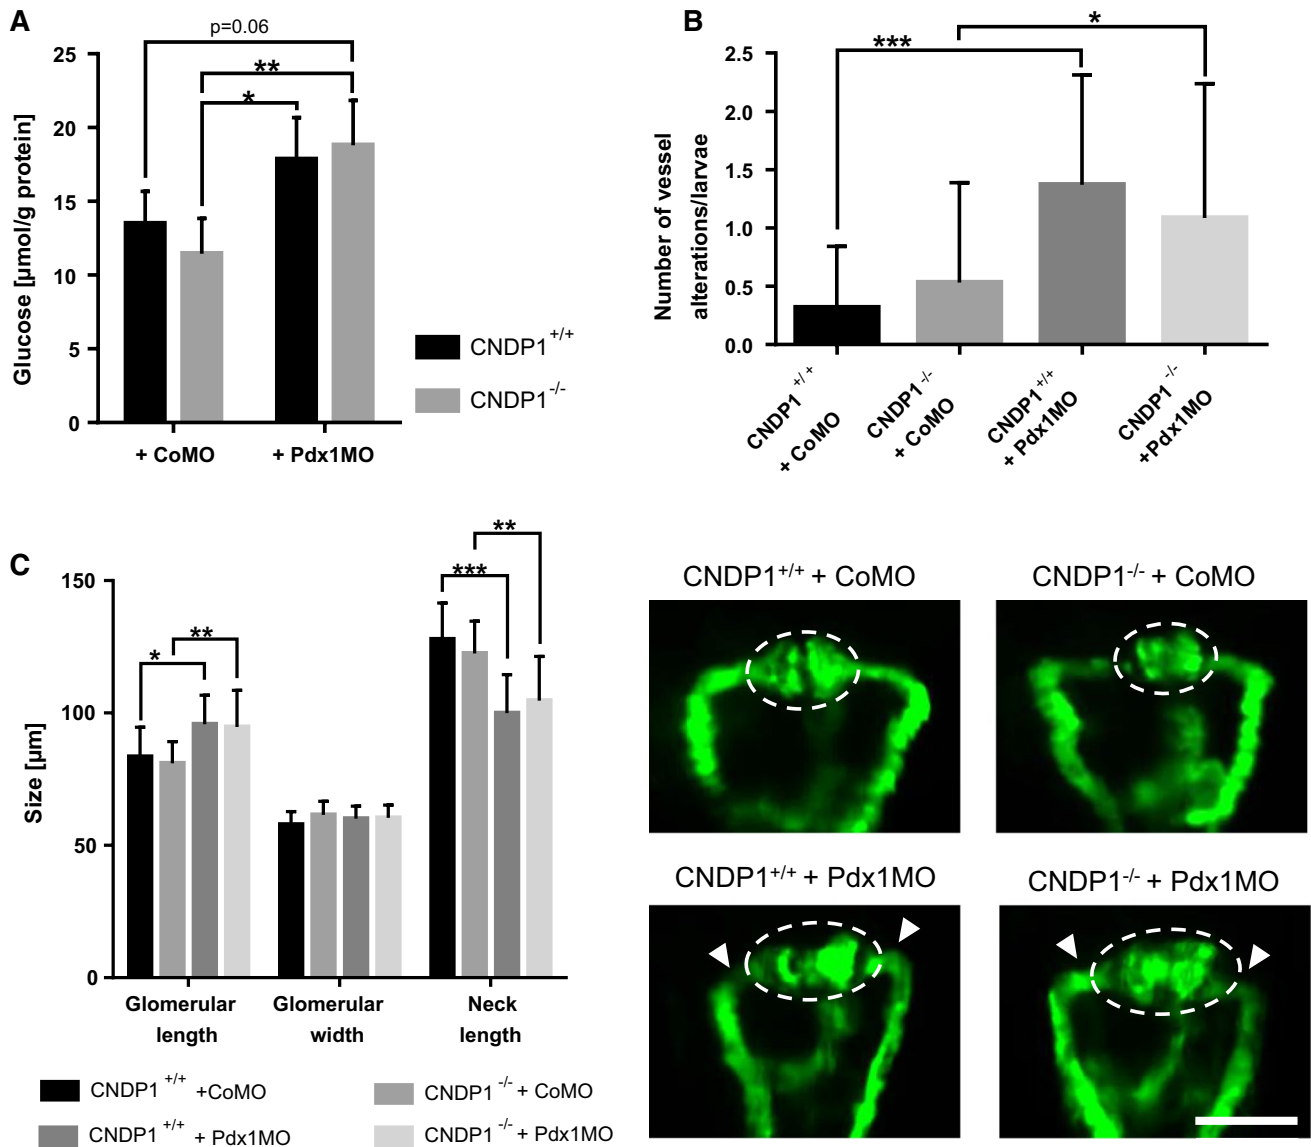 A
p=0.06
**
*
25
20
15
10
5
0
Glucose [µmol/g protein)
+ CoMO
+ Pdx1MO
CNDP1+/+
CNDP1-/-
B
*
***
2.5
2.0
1.5
1.0
0.5
0.0
Number of vessel
alterations/larvae
CNDP1+/+
+ CoMO
CNDP1-/-
+ CoMO
CNDP1+/+
+ Pdx1MO
CNDP1-/-
+Pdx1MO
C
**
***
**
*
150
100
50
0
Size [µm]
Glomerular
length
Glomerular
width
Neck
length
CNDP1 +/+ +CoMO
CNDP1 -/- + CoMO
CNDP1 +/+ + Pdx1MO
CNDP1 -/- + Pdx1MO
CNDP1+/+ + CoMO
CNDP1-/- + CoMO
CNDP1+/+ + Pdx1MO
CNDP1-/- + Pdx1MO